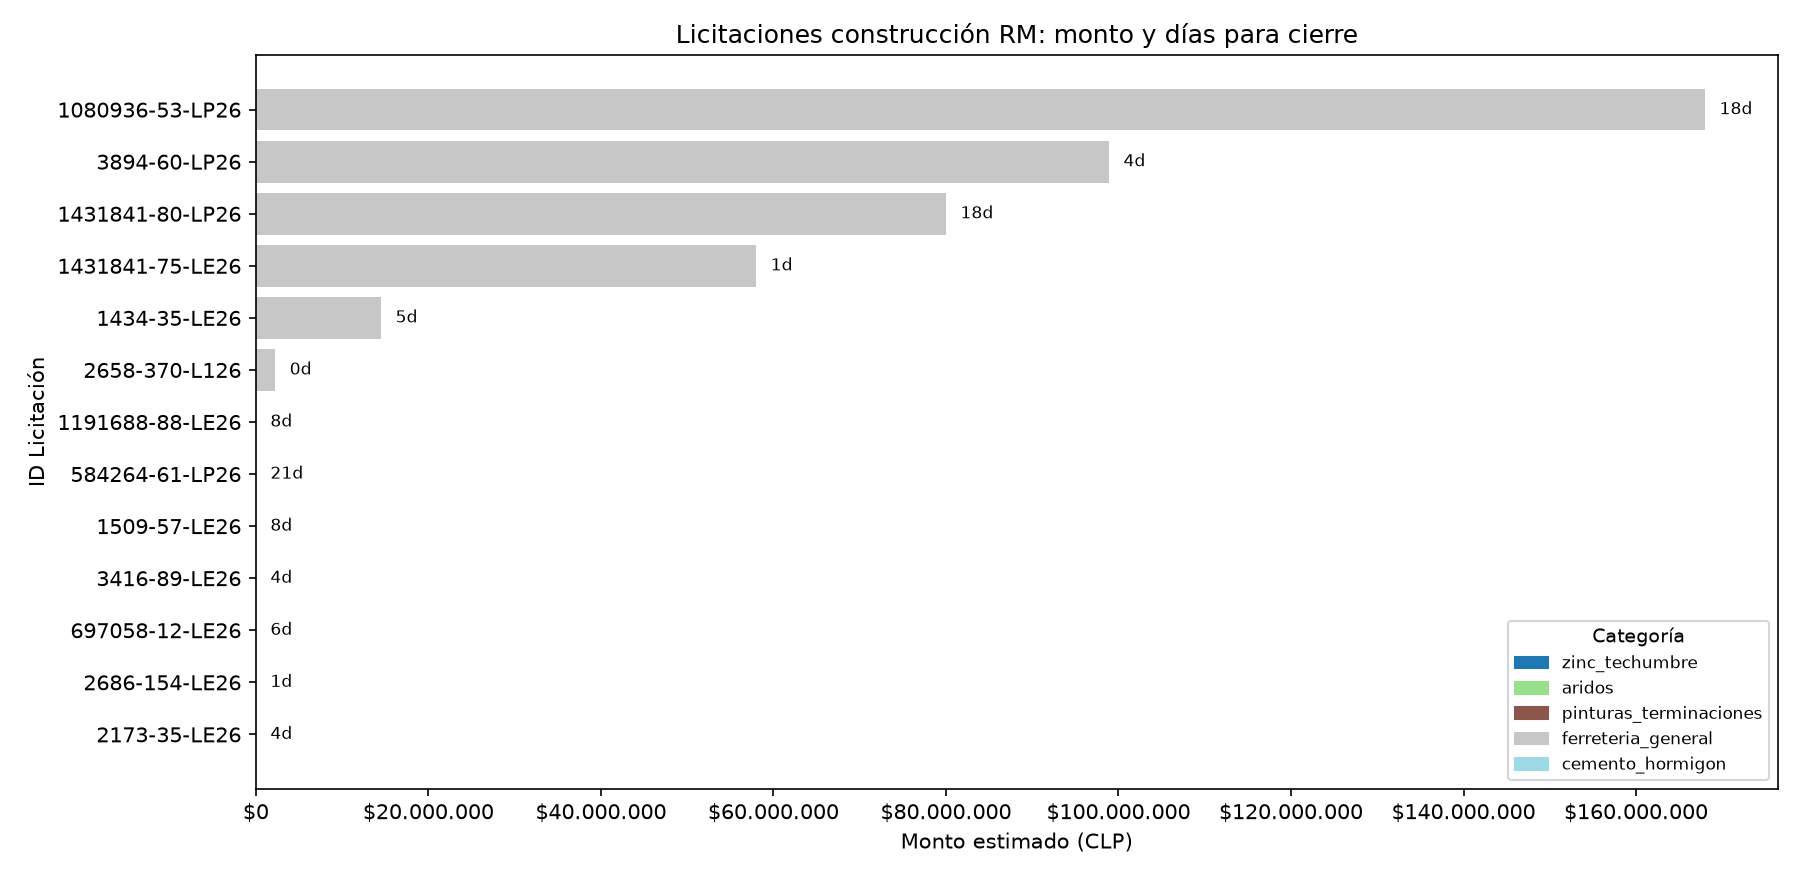 Licitaciones construcción RM: monto y días para cierre
1080936-53-LP26 18d
3894-60-LP26 4d
1431841-80-LP26 18d
1431841-75-LE26 1d
1434-35-LE26 5d
2658-370-L126 0d
1191688-88-LE26 8d
584264-61-LP26 21d
1509-57-LE26 8d
3416-89-LE26 4d
697058-12-LE26 6d
2686-154-LE26 1d
2173-35-LE26 4d
ID Licitación
Categoría
zinc_techumbre
aridos
pinturas_terminaciones
ferreteria_general
cemento_hormigon
$0 $20.000.000 $40.000.000 $60.000.000 $80.000.000 $100.000.000 $120.000.000 $140.000.000 $160.000.000
Monto estimado (CLP)